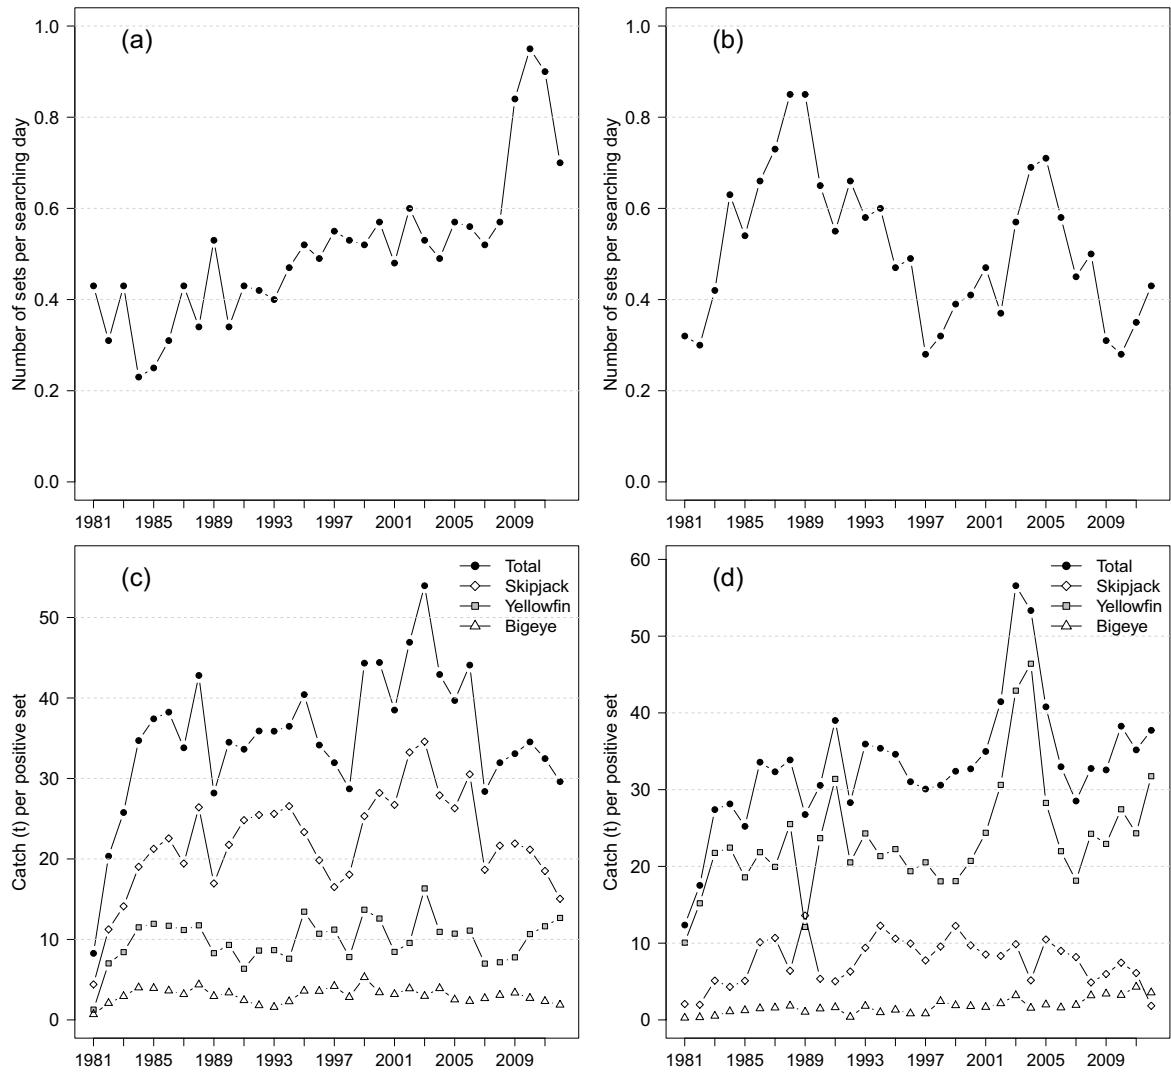 (a)
Number of sets per searching day
1.0
0.8
0.6
0.4
0.2
0.0
1981 1985 1989 1993 1997 2001 2005 2009
(b)
Number of sets per searching day
1.0
0.8
0.6
0.4
0.2
0.0
1981 1985 1989 1993 1997 2001 2005 2009
(c)
Total
Skipjack
Yellowfin
Bigeye
Catch (t) per positive set
50
40
30
20
10
0
1981 1985 1989 1993 1997 2001 2005 2009
(d)
Total
Skipjack
Yellowfin
Bigeye
Catch (t) per positive set
60
50
40
30
20
10
0
1981 1985 1989 1993 1997 2001 2005 2009